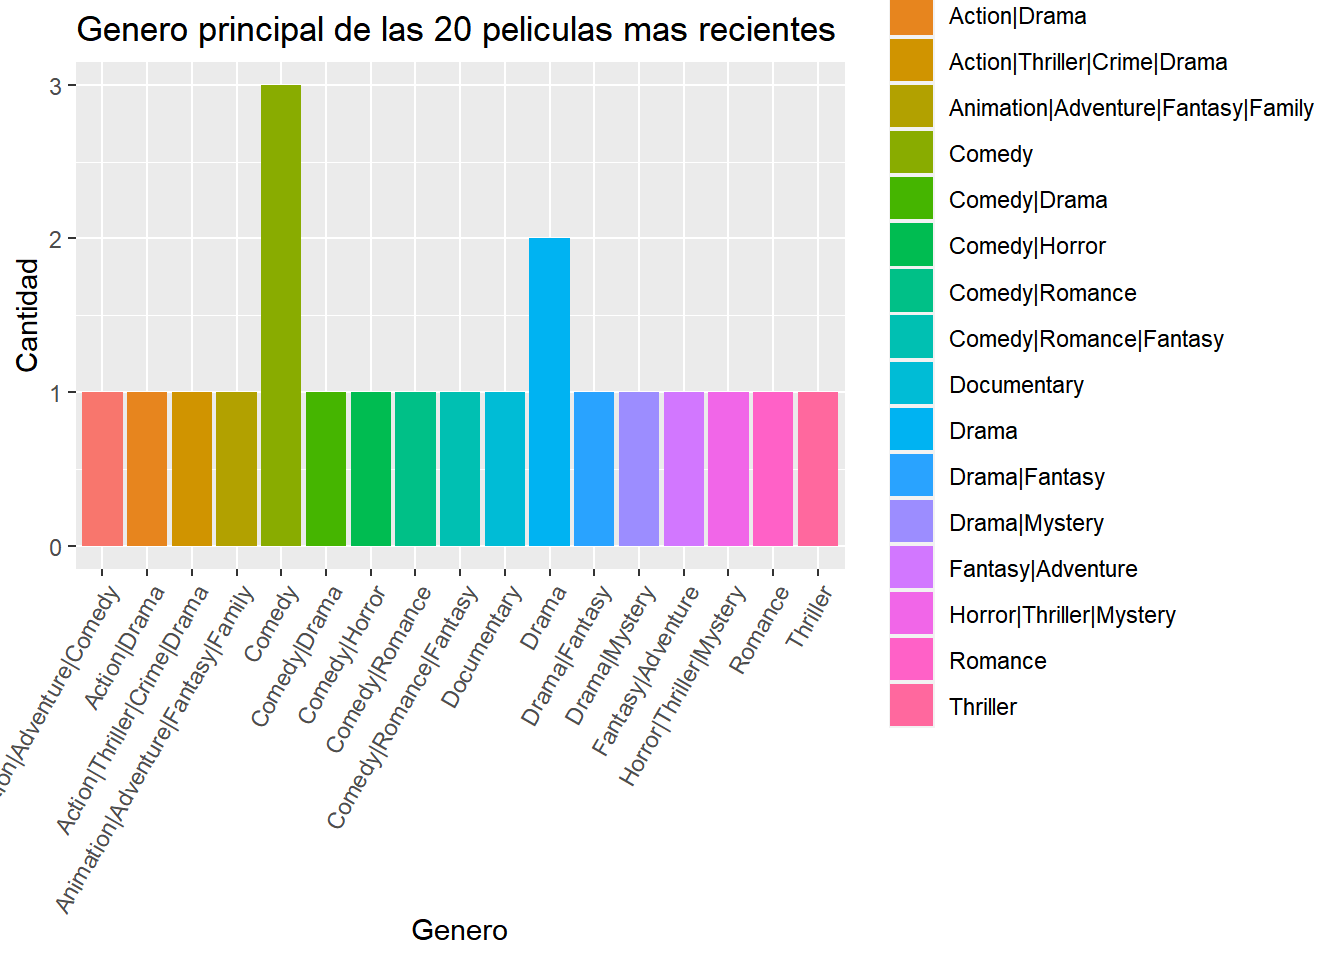 Genero principal de las 20 peliculas mas recientes
Cantidad
3
2
1
0
Adventure|Comedy
Action|Drama
Action|Thriller|Crime|Drama
Animation|Adventure|Fantasy|Family
Comedy
Comedy|Drama
Comedy|Horror
Comedy|Romance
Comedy|Romance|Fantasy
Documentary
Drama
Drama|Fantasy
Drama|Mystery
Fantasy|Adventure
Horror|Thriller|Mystery
Romance
Thriller
Genero
Action|Drama
Action|Thriller|Crime|Drama
Animation|Adventure|Fantasy|Family
Comedy
Comedy|Drama
Comedy|Horror
Comedy|Romance
Comedy|Romance|Fantasy
Documentary
Drama
Drama|Fantasy
Drama|Mystery
Fantasy|Adventure
Horror|Thriller|Mystery
Romance
Thriller